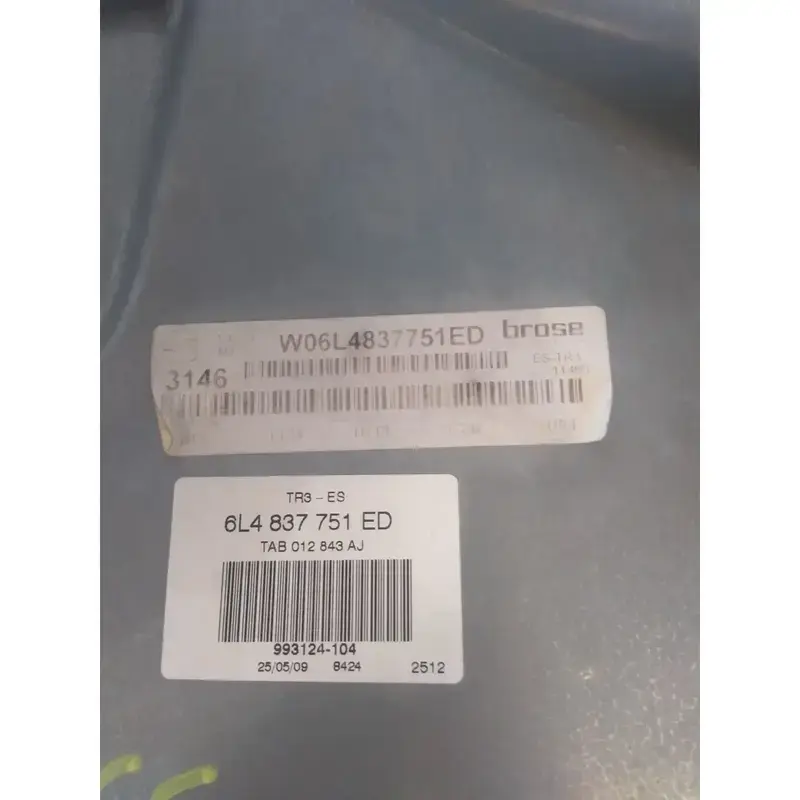 W06L4837751ED brose
3146
TR3 - ES
6L4 837 751 ED
TAB 012 843 AJ
993124-104
25/05/09 8424 2512